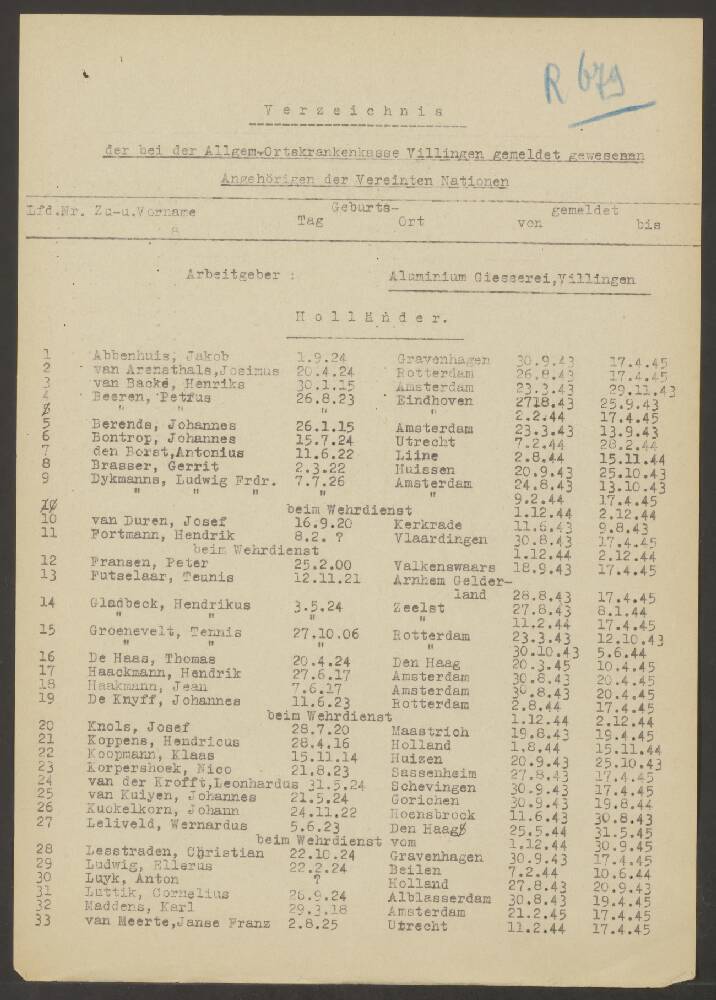 R 679
Verzeichnis
der bei der Allgem.Ortskrankenkasse Villingen gemeldet gewesenen
Angehörigen der Vereinten Nationen
Lfd.Nr. Zu-u.Vorname Geburts- gemeldet
Tag Ort von bis
Arbeitgeber : Aluminium Giesserei,Villingen
Holländer.
1 Abbenhuis, Jakob 1.9.24 Gravenhagen 30.9.43 17.4.45
2 van Arensthals,Josimus 20.4.24 Rotterdam 26.8.43 17.4.45
3 van Backé, Henriks 30.1.15 Amsterdam 23.3.43 29.11.43
4 Beeren, Petrus 26.8.23 Eindhoven 2718.43 25.9.43
" " " " 2.2.44 17.4.45
5 Berends, Johannes 26.1.15 Amsterdam 23.3.43 13.9.43
6 Bontrop, Johannes 15.7.24 Utrecht 7.2.44 28.2.44
7 den Borst,Antonius 11.6.22 Liine 2.8.44 15.11.44
8 Brasser, Gerrit 2.3.22 Huissen 20.9.43 25.10.43
9 Dykmanns, Ludwig Frdr. 7.7.26 Amsterdam 24.8.43 13.10.43
" " " " " 9.2.44 17.4.45
beim Wehrdienst 1.12.44 2.12.44
10 van Duren, Josef 16.9.20 Kerkrade 11.6.43 9.8.43
11 Fortmann, Hendrik 8.2. ? Vlaardingen 30.8.43 17.4.45
beim Wehrdienst 1.12.44 2.12.44
12 Fransen, Peter 25.2.00 Valkenswaars 18.9.43 17.4.45
13 Futselaar, Teunis 12.11.21 Arnhem Gelder-
land 28.8.43 17.4.45
14 Gladbeck, Hendrikus 3.5.24 Zeelst 27.8.43 8.1.44
" " " " 11.2.44 17.4.45
15 Groenevelt, Tennis 27.10.06 Rotterdam 23.3.43 12.10.43
" " " " 30.10.43 5.6.44
16 De Haas, Thomas 20.4.24 Den Haag 20.3.45 10.4.45
17 Haackmann, Hendrik 27.6.17 Amsterdam 30.8.43 20.4.45
18 Haakmann, Jean 7.6.17 Amsterdam 30.8.43 20.4.45
19 De Knyff, Johannes 11.6.23 Rotterdam 2.8.44 17.4.45
beim Wehrdienst 1.12.44 2.12.44
20 Knols, Josef 28.7.20 Maastrich 19.8.43 19.4.45
21 Koppens, Hendricus 28.4.16 Holland 1.8.44 15.11.44
22 Koopmann, Klaas 15.11.14 Huizen 20.9.43 25.10.43
23 Korpershoek, Nico 21.8.23 Sassenheim 27.8.43 17.4.45
24 van der Krofft,Leonhardus 31.5.24 Schevingen 30.9.43 17.4.45
25 van Kuiyen, Johannes 21.5.24 Gorichen 30.9.43 19.8.44
26 Kuckelkorn, Johann 24.11.22 Hoensbrock 11.6.43 30.8.43
27 Leliveld, Wernardus 5.6.23 Den Haag 25.5.44 31.5.45
beim Wehrdienst vom 1.12.44 30.9.45
28 Lesstraden, Christian 22.10.24 Gravenhagen 30.9.43 17.4.45
29 Ludwig, Ellerus 22.2.24 Beilen 7.2.44 10.6.44
30 Luyk, Anton ? Holland 27.8.43 20.9.43
31 Luttik, Cornelius 26.9.24 Alblasserdam 30.8.43 19.4.45
32 Maddens, Karl 29.3.18 Amsterdam 21.2.45 17.4.45
33 van Meerte,Janse Franz 2.8.25 Utrecht 11.2.44 17.4.45